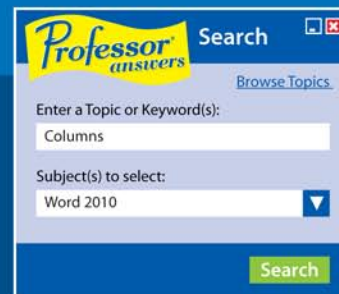 Professor
answers
Search
Browse Topics
Enter a Topic or Keyword(s):
Columns
Subject(s) to select:
Word 2010
Search